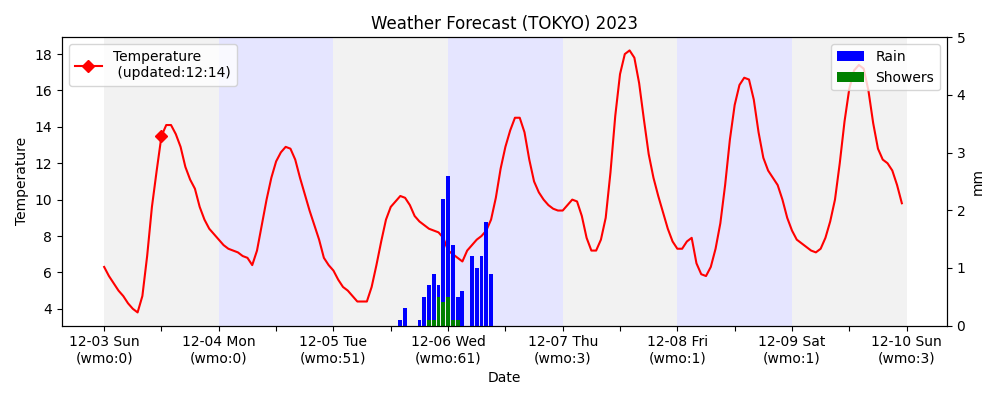 Weather Forecast (TOKYO) 2023
Temperature
(updated:12:14)
Rain
Showers
18
16
14
12
10
8
6
4
Temperature
5
4
3
2
1
0
mm
12-03 Sun
(wmo:0)
12-04 Mon
(wmo:0)
12-05 Tue
(wmo:51)
12-06 Wed
(wmo:61)
12-07 Thu
(wmo:3)
12-08 Fri
(wmo:1)
12-09 Sat
(wmo:1)
12-10 Sun
(wmo:3)
Date